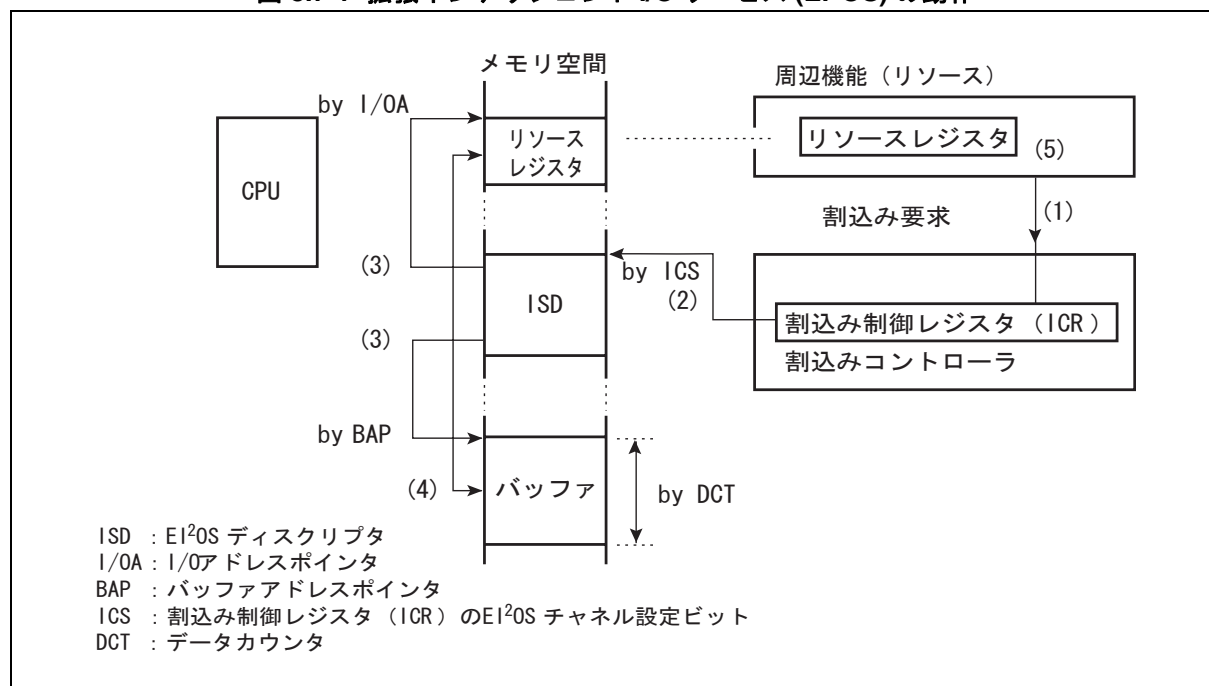 メモリ空間
周辺機能（リソース）
by I/OA
リソース
レジスタ
リソースレジスタ
(5)
CPU
割込み要求
(1)
(3)
by ICS
(2)
ISD
割込み制御レジスタ（ICR）
(3)
割込みコントローラ
by BAP
(4)
バッファ
by DCT
ISD ：EI²OS ディスクリプタ
I/OA：I/Oアドレスポインタ
BAP ：バッファアドレスポインタ
ICS ：割込み制御レジスタ（ICR）のEI²OS チャネル設定ビット
DCT ：データカウンタ